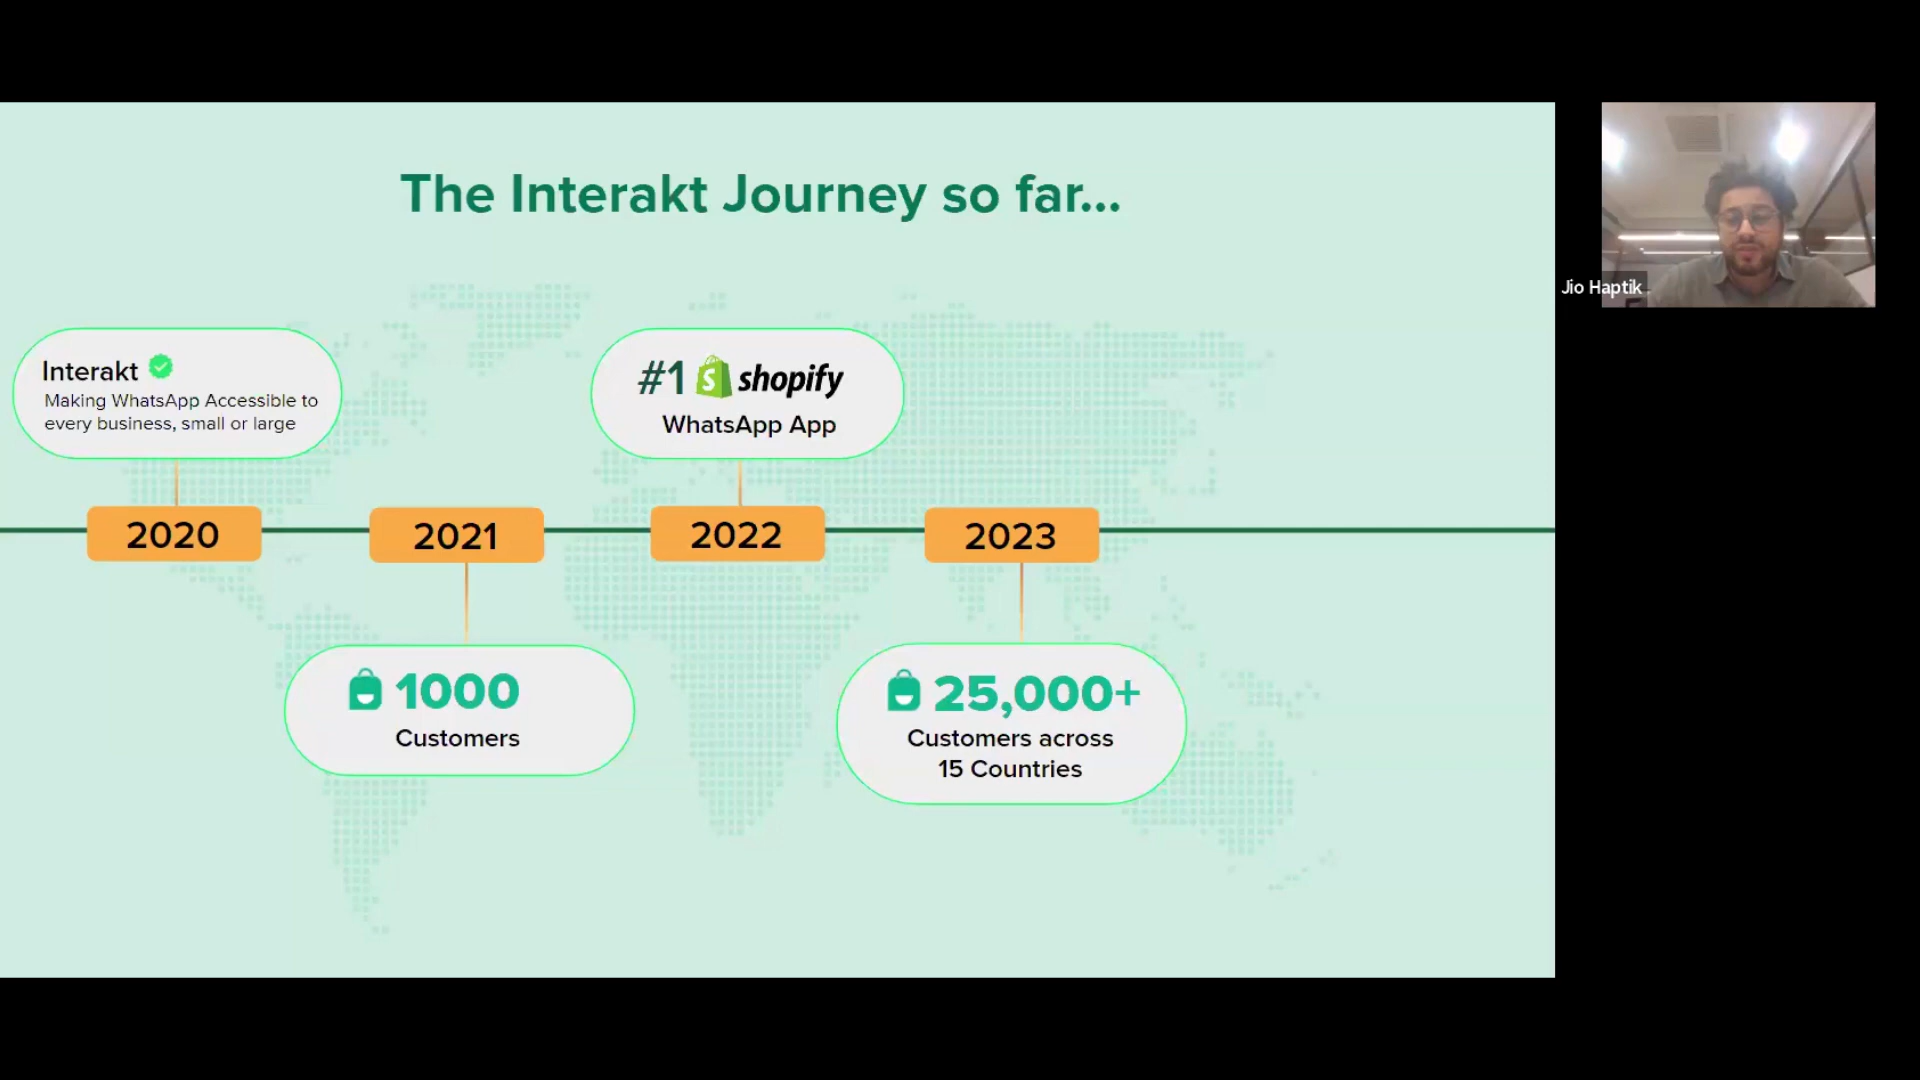 The Interakt Journey so far...
Interakt
Making WhatsApp Accessible to
every business, small or large
#1 shopify
WhatsApp App
2020
2021
2022
2023
1000
Customers
25,000+
Customers across
15 Countries
Jio Haptik